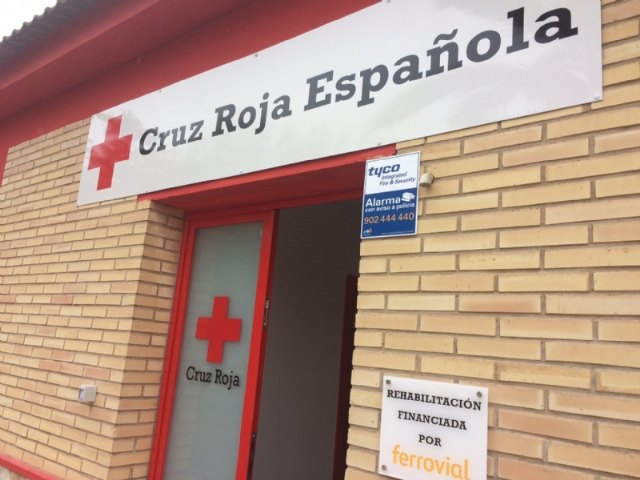 Cruz Roja Española
tyco
Integrated
Fire & Security
Alarma
con aviso a policía
902 444 440
Cruz Roja
REHABILITACIÓN
FINANCIADA
POR
ferrovial